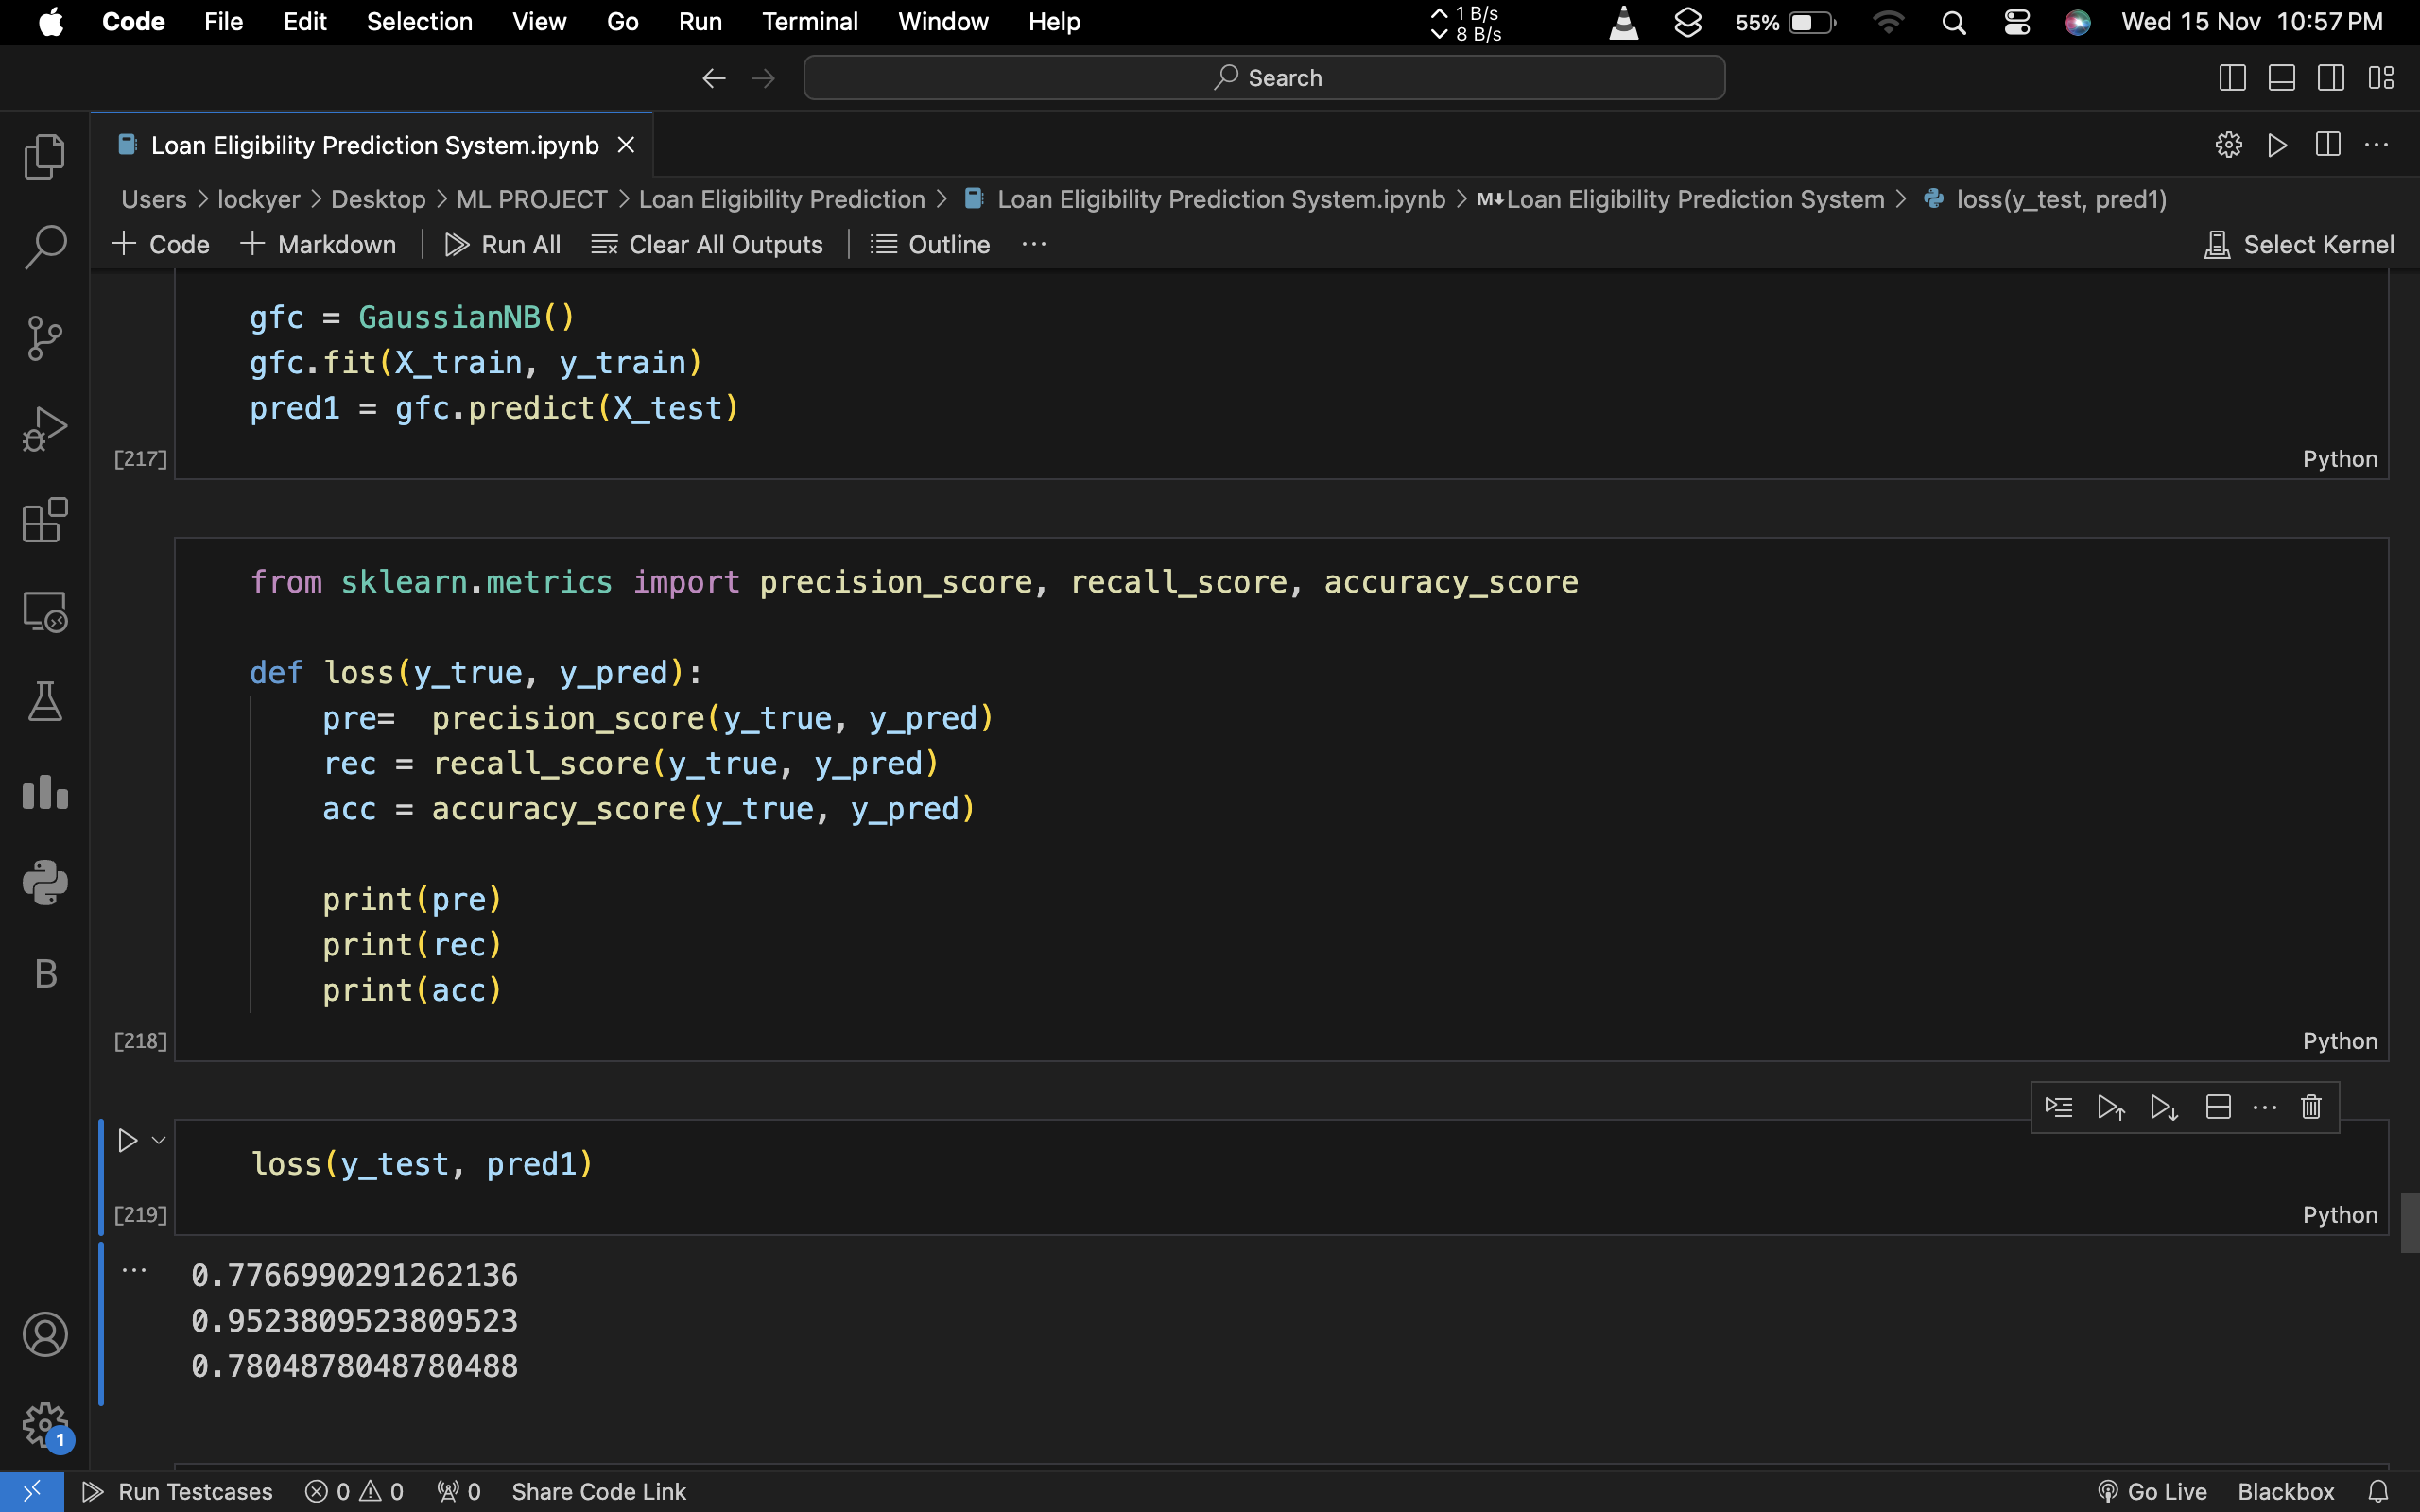 Code File Edit Selection View Go Run Terminal Window Help 1 B/s 8 B/s 55% Wed 15 Nov 10:57 PM
Search
Loan Eligibility Prediction System.ipynb
Users > lockyer > Desktop > ML PROJECT > Loan Eligibility Prediction > Loan Eligibility Prediction System.ipynb > M↓Loan Eligibility Prediction System > loss(y_test, pred1)
+ Code + Markdown | Run All Clear All Outputs | Outline ··· Select Kernel
gfc = GaussianNB()
gfc.fit(X_train, y_train)
pred1 = gfc.predict(X_test)
[217] Python
from sklearn.metrics import precision_score, recall_score, accuracy_score
def loss(y_true, y_pred):
    pre=  precision_score(y_true, y_pred)
    rec = recall_score(y_true, y_pred)
    acc = accuracy_score(y_true, y_pred)
    print(pre)
    print(rec)
    print(acc)
[218] Python
loss(y_test, pred1)
[219] Python
··· 0.7766990291262136
0.9523809523809523
0.7804878048780488
B
1
Run Testcases 0 0 0 Share Code Link Go Live Blackbox